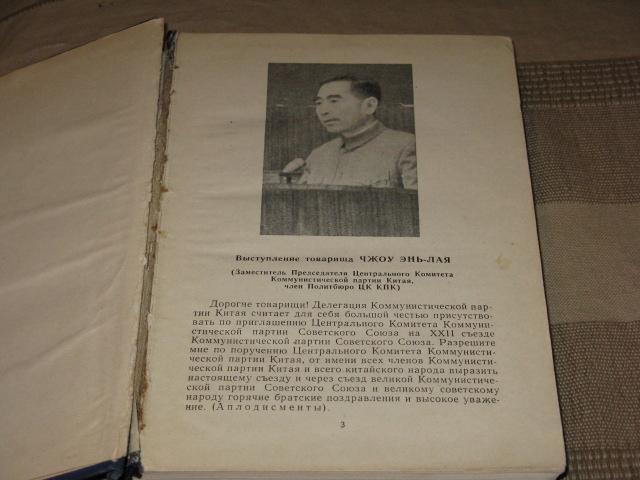 Выступление товарища ЧЖОУ ЭНЬ-ЛАЯ
(Заместитель Председателя Центрального Комитета
Коммунистической партии Китая,
член Политбюро ЦК КПК)
Дорогие товарищи! Делегация Коммунистической пар-
тии Китая считает для себя большой честью присутство-
вать по приглашению Центрального Комитета Коммуни-
стической партии Советского Союза на XXII съезде
Коммунистической партии Советского Союза. Разрешите
мне по поручению Центрального Комитета Коммунисти-
ческой партии Китая, от имени всех членов Коммунисти-
ческой партии Китая и всего китайского народа выразить
настоящему съезду и через съезд великой Коммунистиче-
ской партии Советского Союза и великому советскому
народу горячие братские поздравления и высокое уваже-
ние. (Аплодисменты).
3